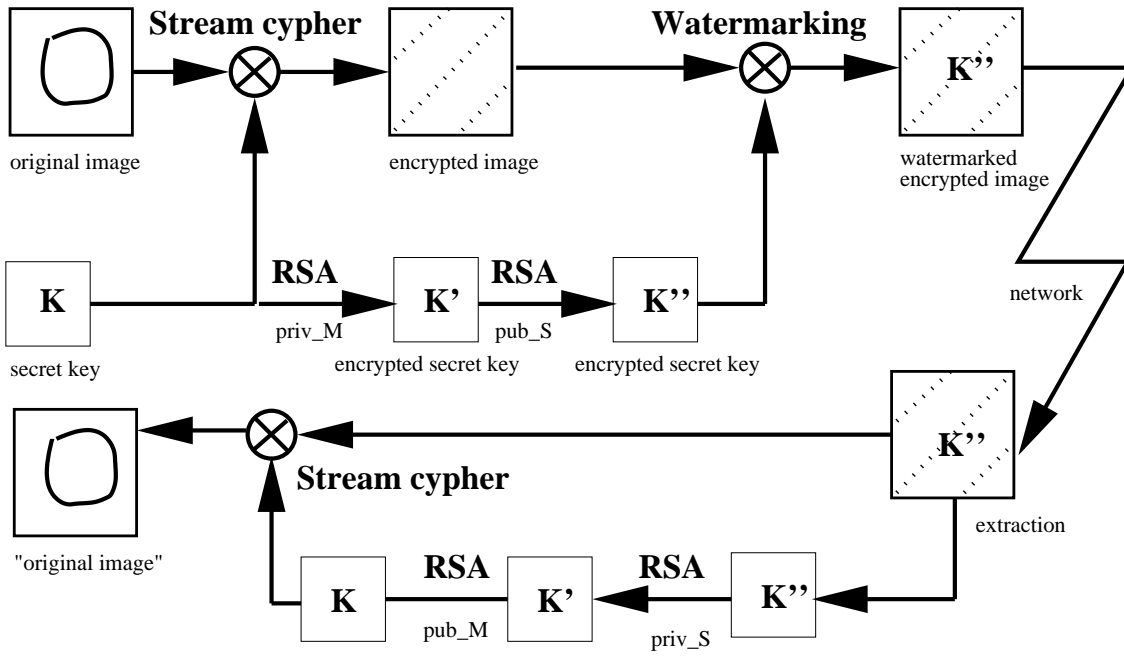 Stream cypher
Watermarking
K’’
original image
encrypted image
watermarked
encrypted image
RSA
RSA
K
K’
K’’
network
priv_M
pub_S
secret key
encrypted secret key
encrypted secret key
K’’
Stream cypher
extraction
"original image"
RSA
RSA
K
K’
K’’
pub_M
priv_S